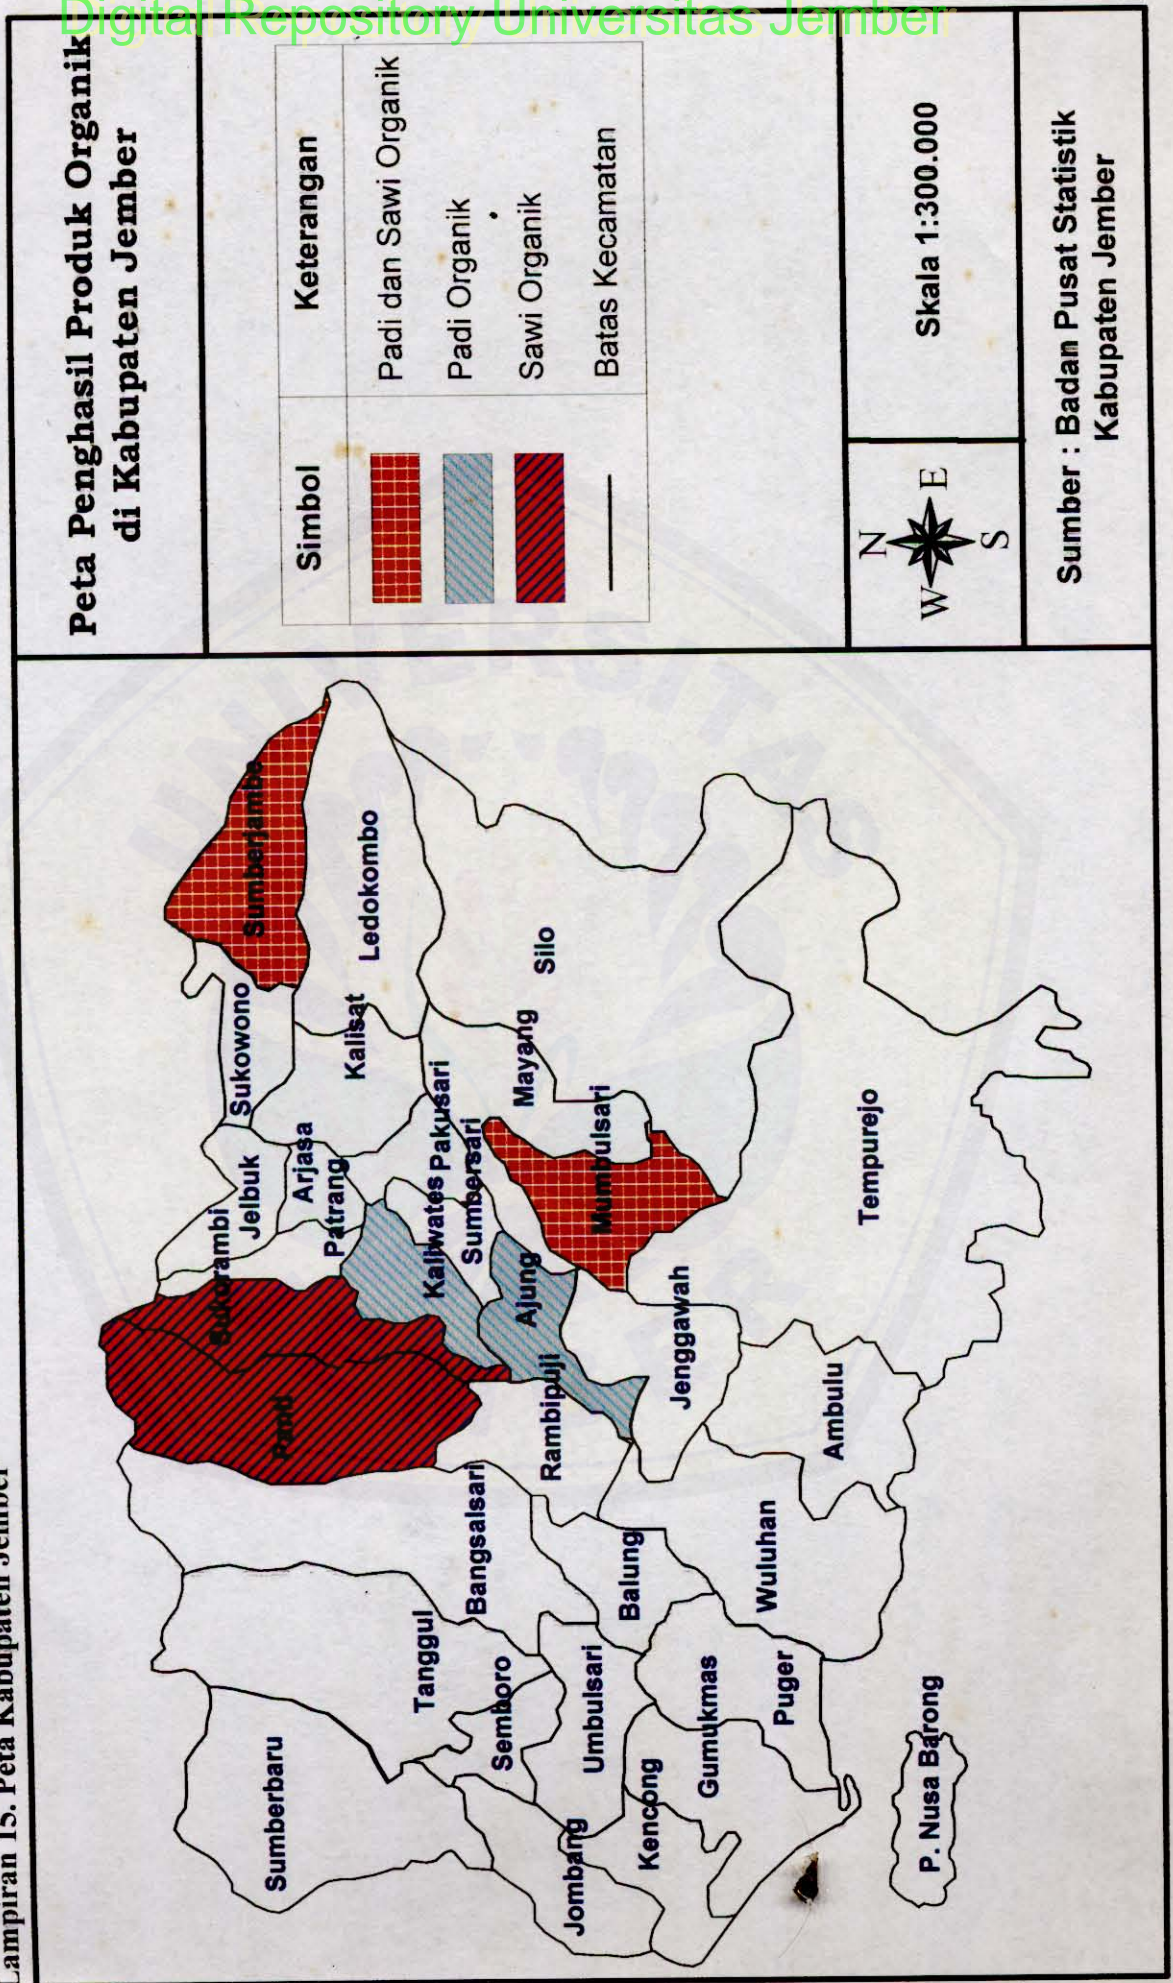 Digital Repository Universitas Jember
Lampiran 15. Peta Kabupaten Jember
Peta Penghasil Produk Organik
di Kabupaten Jember
Simbol
Keterangan
Padi dan Sawi Organik
Padi Organik
Sawi Organik
Batas Kecamatan
N
W
E
S
Skala 1:300.000
Sumber : Badan Pusat Statistik
Kabupaten Jember
Sumberjambe
Ledokombo
Sukowono
Kalisat
Silo
Mayang
Jelbuk
Arjasa
Patrang
Pakusari
Sumbersari
Kaliwates
Mumbulsari
Sukorambi
Panti
Ajung
Rambipuji
Jenggawah
Tempurejo
Ambulu
Bangsalsari
Balung
Wuluhan
Tanggul
Semboro
Umbulsari
Gumukmas
Puger
Sumberbaru
Jombang
Kencong
P. Nusa Barong
UNIVERSITAS